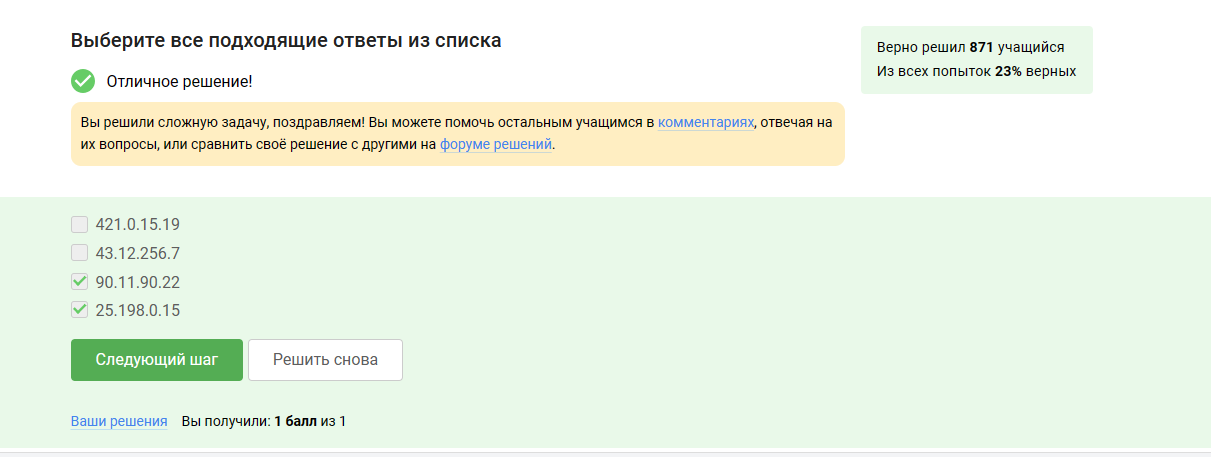 Выберите все подходящие ответы из списка
Отличное решение!
Вы решили сложную задачу, поздравляем! Вы можете помочь остальным учащимся в комментариях, отвечая на
их вопросы, или сравнить своё решение с другими на форуме решений.
Верно решил 871 учащийся
Из всех попыток 23% верных
421.0.15.19
43.12.256.7
90.11.90.22
25.198.0.15
Следующий шаг
Решить снова
Ваши решения Вы получили: 1 балл из 1